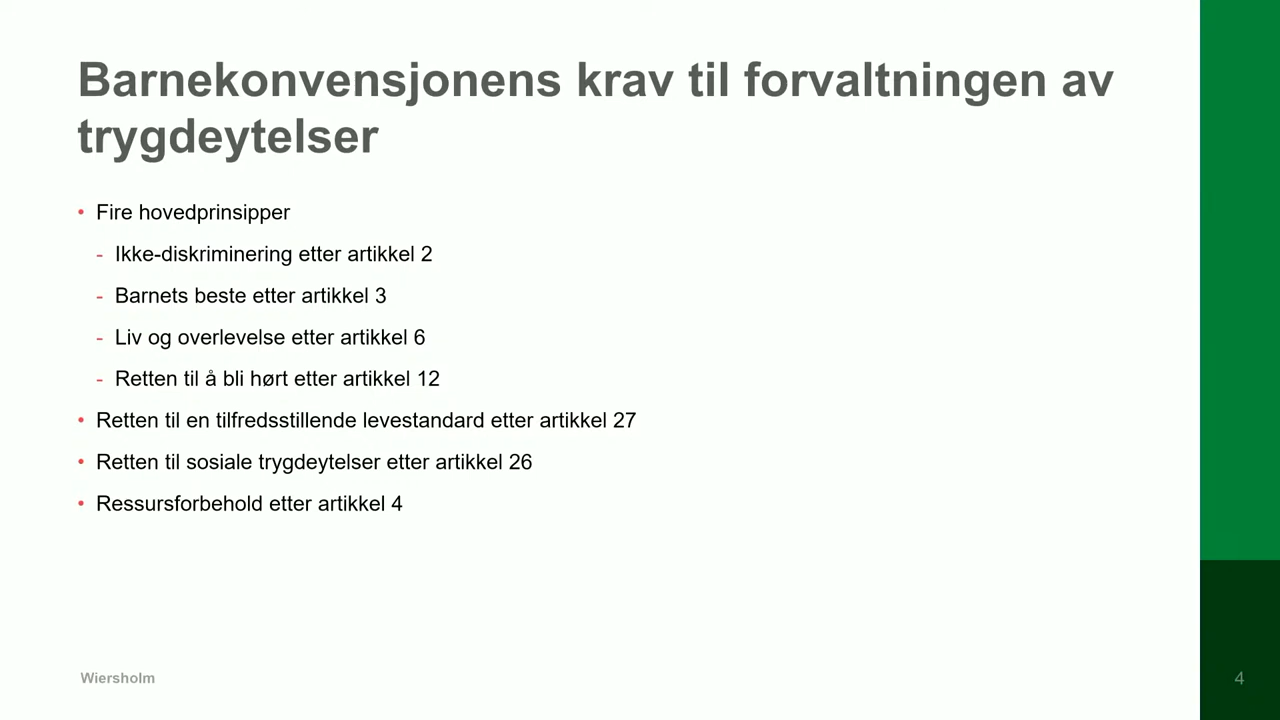 Barnekonvensjonens krav til forvaltningen av
trygdeytelser
• Fire hovedprinsipper
- Ikke-diskriminering etter artikkel 2
- Barnets beste etter artikkel 3
- Liv og overlevelse etter artikkel 6
- Retten til å bli hørt etter artikkel 12
• Retten til en tilfredsstillende levestandard etter artikkel 27
• Retten til sosiale trygdeytelser etter artikkel 26
• Ressursforbehold etter artikkel 4
Wiersholm
4